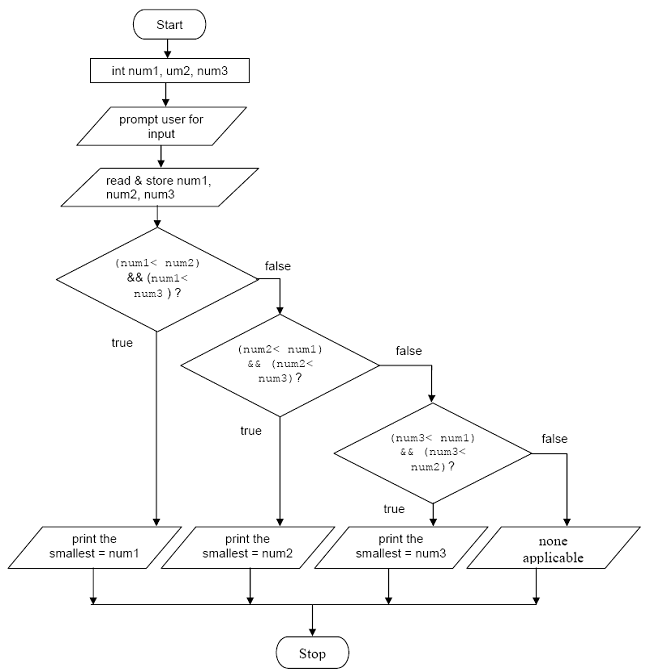 Start
int num1, um2, num3
prompt user for
input
read & store num1,
num2, num3
(num1< num2)
&& (num1<
num3 ) ?
false
true
(num2< num1)
&& (num2<
num3) ?
false
true
(num3< num1)
&& (num3<
num2) ?
false
true
print the
smallest = num1
print the
smallest = num2
print the
smallest = num3
none
applicable
Stop